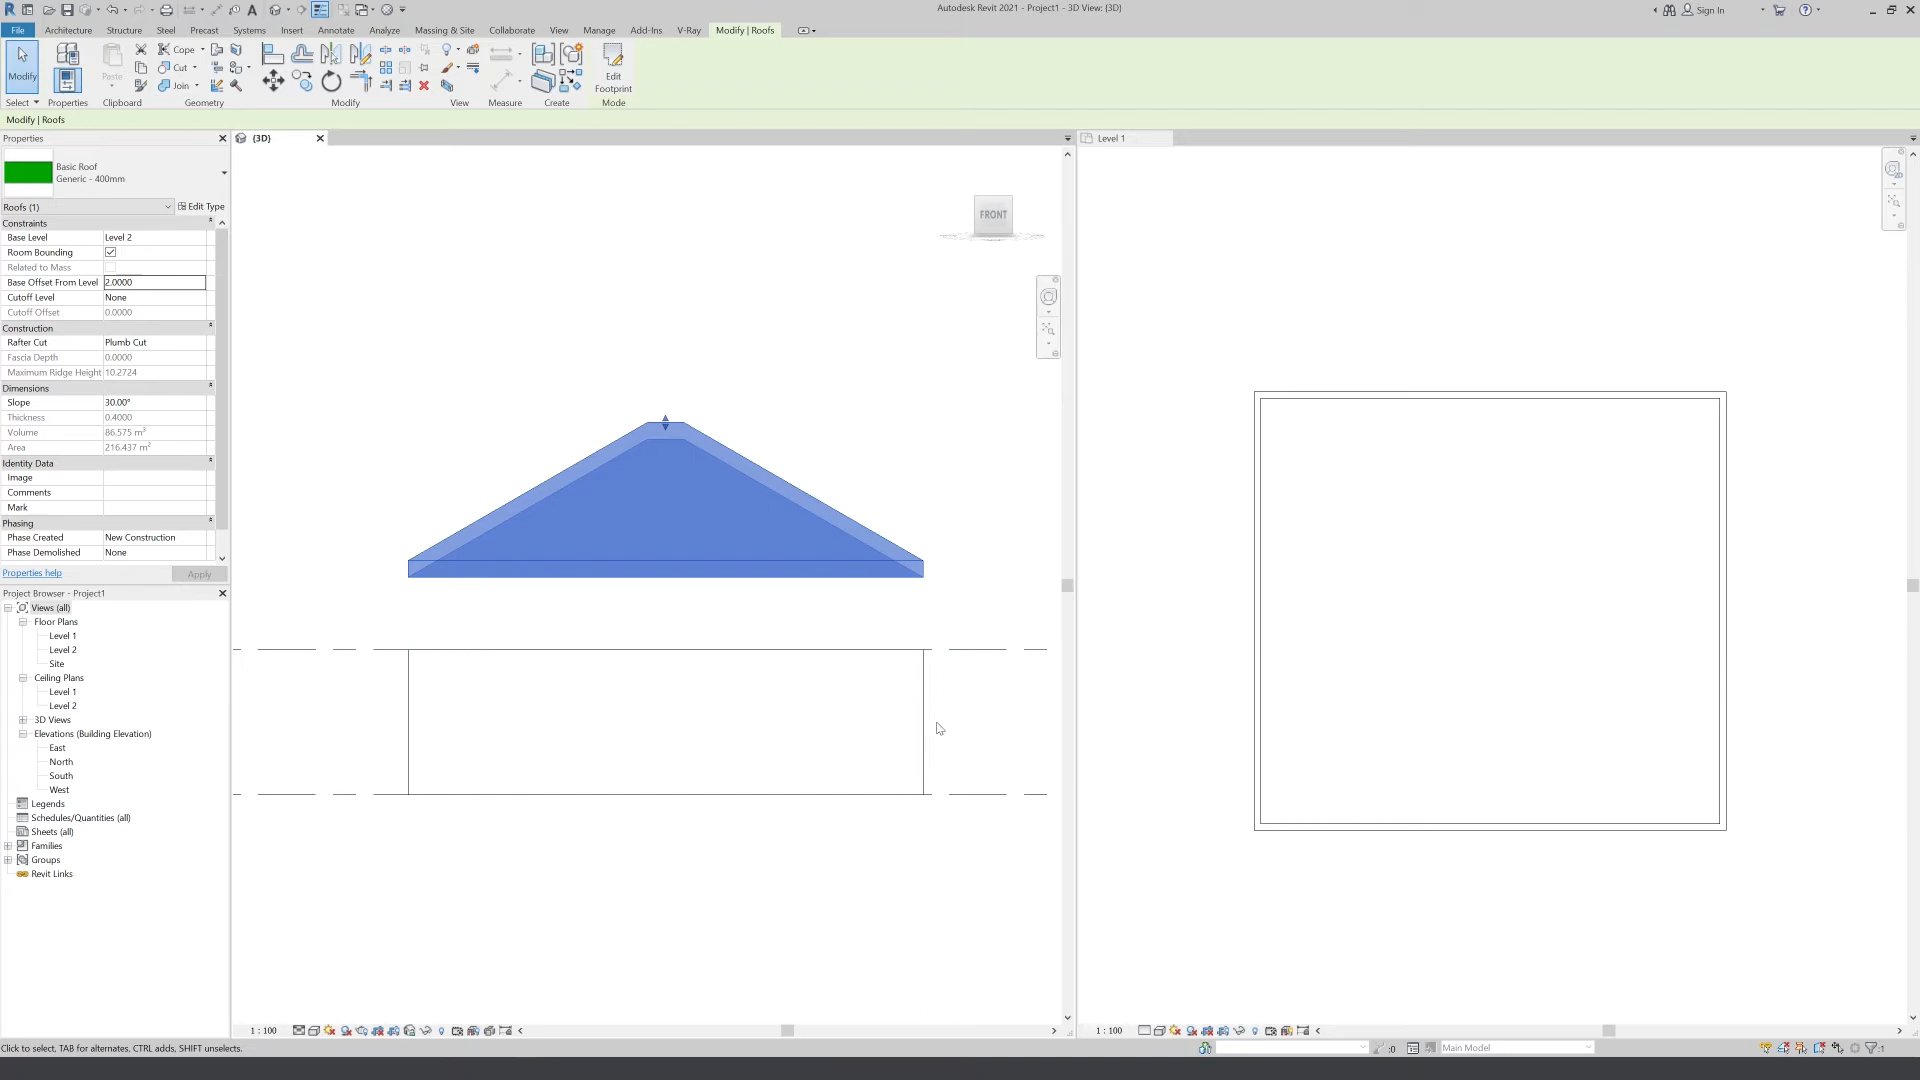 Autodesk Revit 2021 - Project1 - 3D View: {3D}
Sign In
File Architecture Structure Steel Precast Systems Insert Annotate Analyze Massing & Site Collaborate View Manage Add-Ins V-Ray Modify | Roofs
Modify
Paste
Cope
Cut
Join
Edit
Footprint
Select Properties Clipboard Geometry Modify View Measure Create Mode
Modify | Roofs
Properties
{3D}
Level 1
Basic Roof
Generic - 400mm
Roofs (1)
Edit Type
Constraints
Base Level Level 2
Room Bounding
Related to Mass
Base Offset From Level 2.0000
Cutoff Level None
Cutoff Offset 0.0000
Construction
Rafter Cut Plumb Cut
Fascia Depth 0.0000
Maximum Ridge Height 10.2724
Dimensions
Slope 30.00°
Thickness 0.4000
Volume 86.575 m³
Area 216.437 m²
Identity Data
Image
Comments
Mark
Phasing
Phase Created New Construction
Phase Demolished None
Properties help
Apply
FRONT
Project Browser - Project1
Views (all)
Floor Plans
Level 1
Level 2
Site
Ceiling Plans
Level 1
Level 2
3D Views
Elevations (Building Elevation)
East
North
South
West
Legends
Schedules/Quantities (all)
Sheets (all)
Families
Groups
Revit Links
1 : 100
1 : 100
Click to select, TAB for alternates, CTRL adds, SHIFT unselects.
:0
Main Model
:1